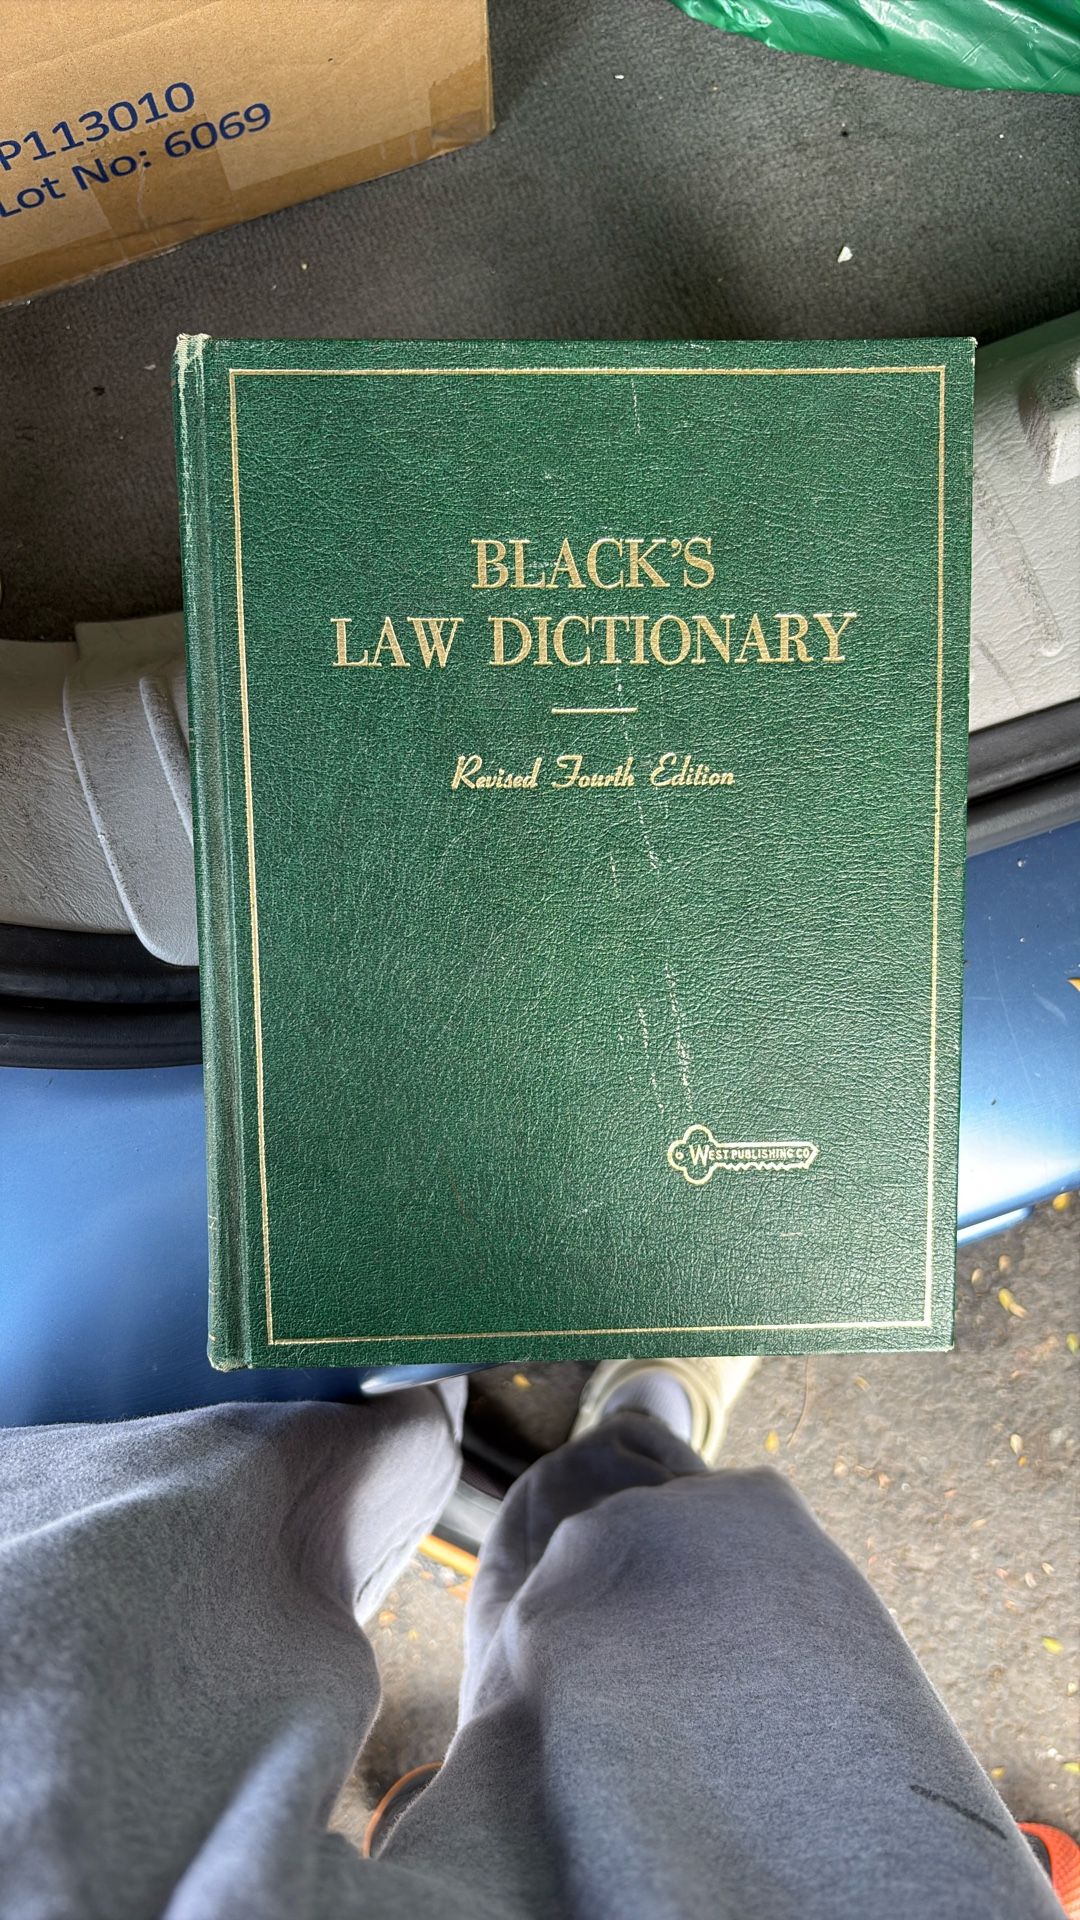 P113010
Lot No: 6069
BLACK'S
LAW DICTIONARY
Revised Fourth Edition
WEST PUBLISHING CO